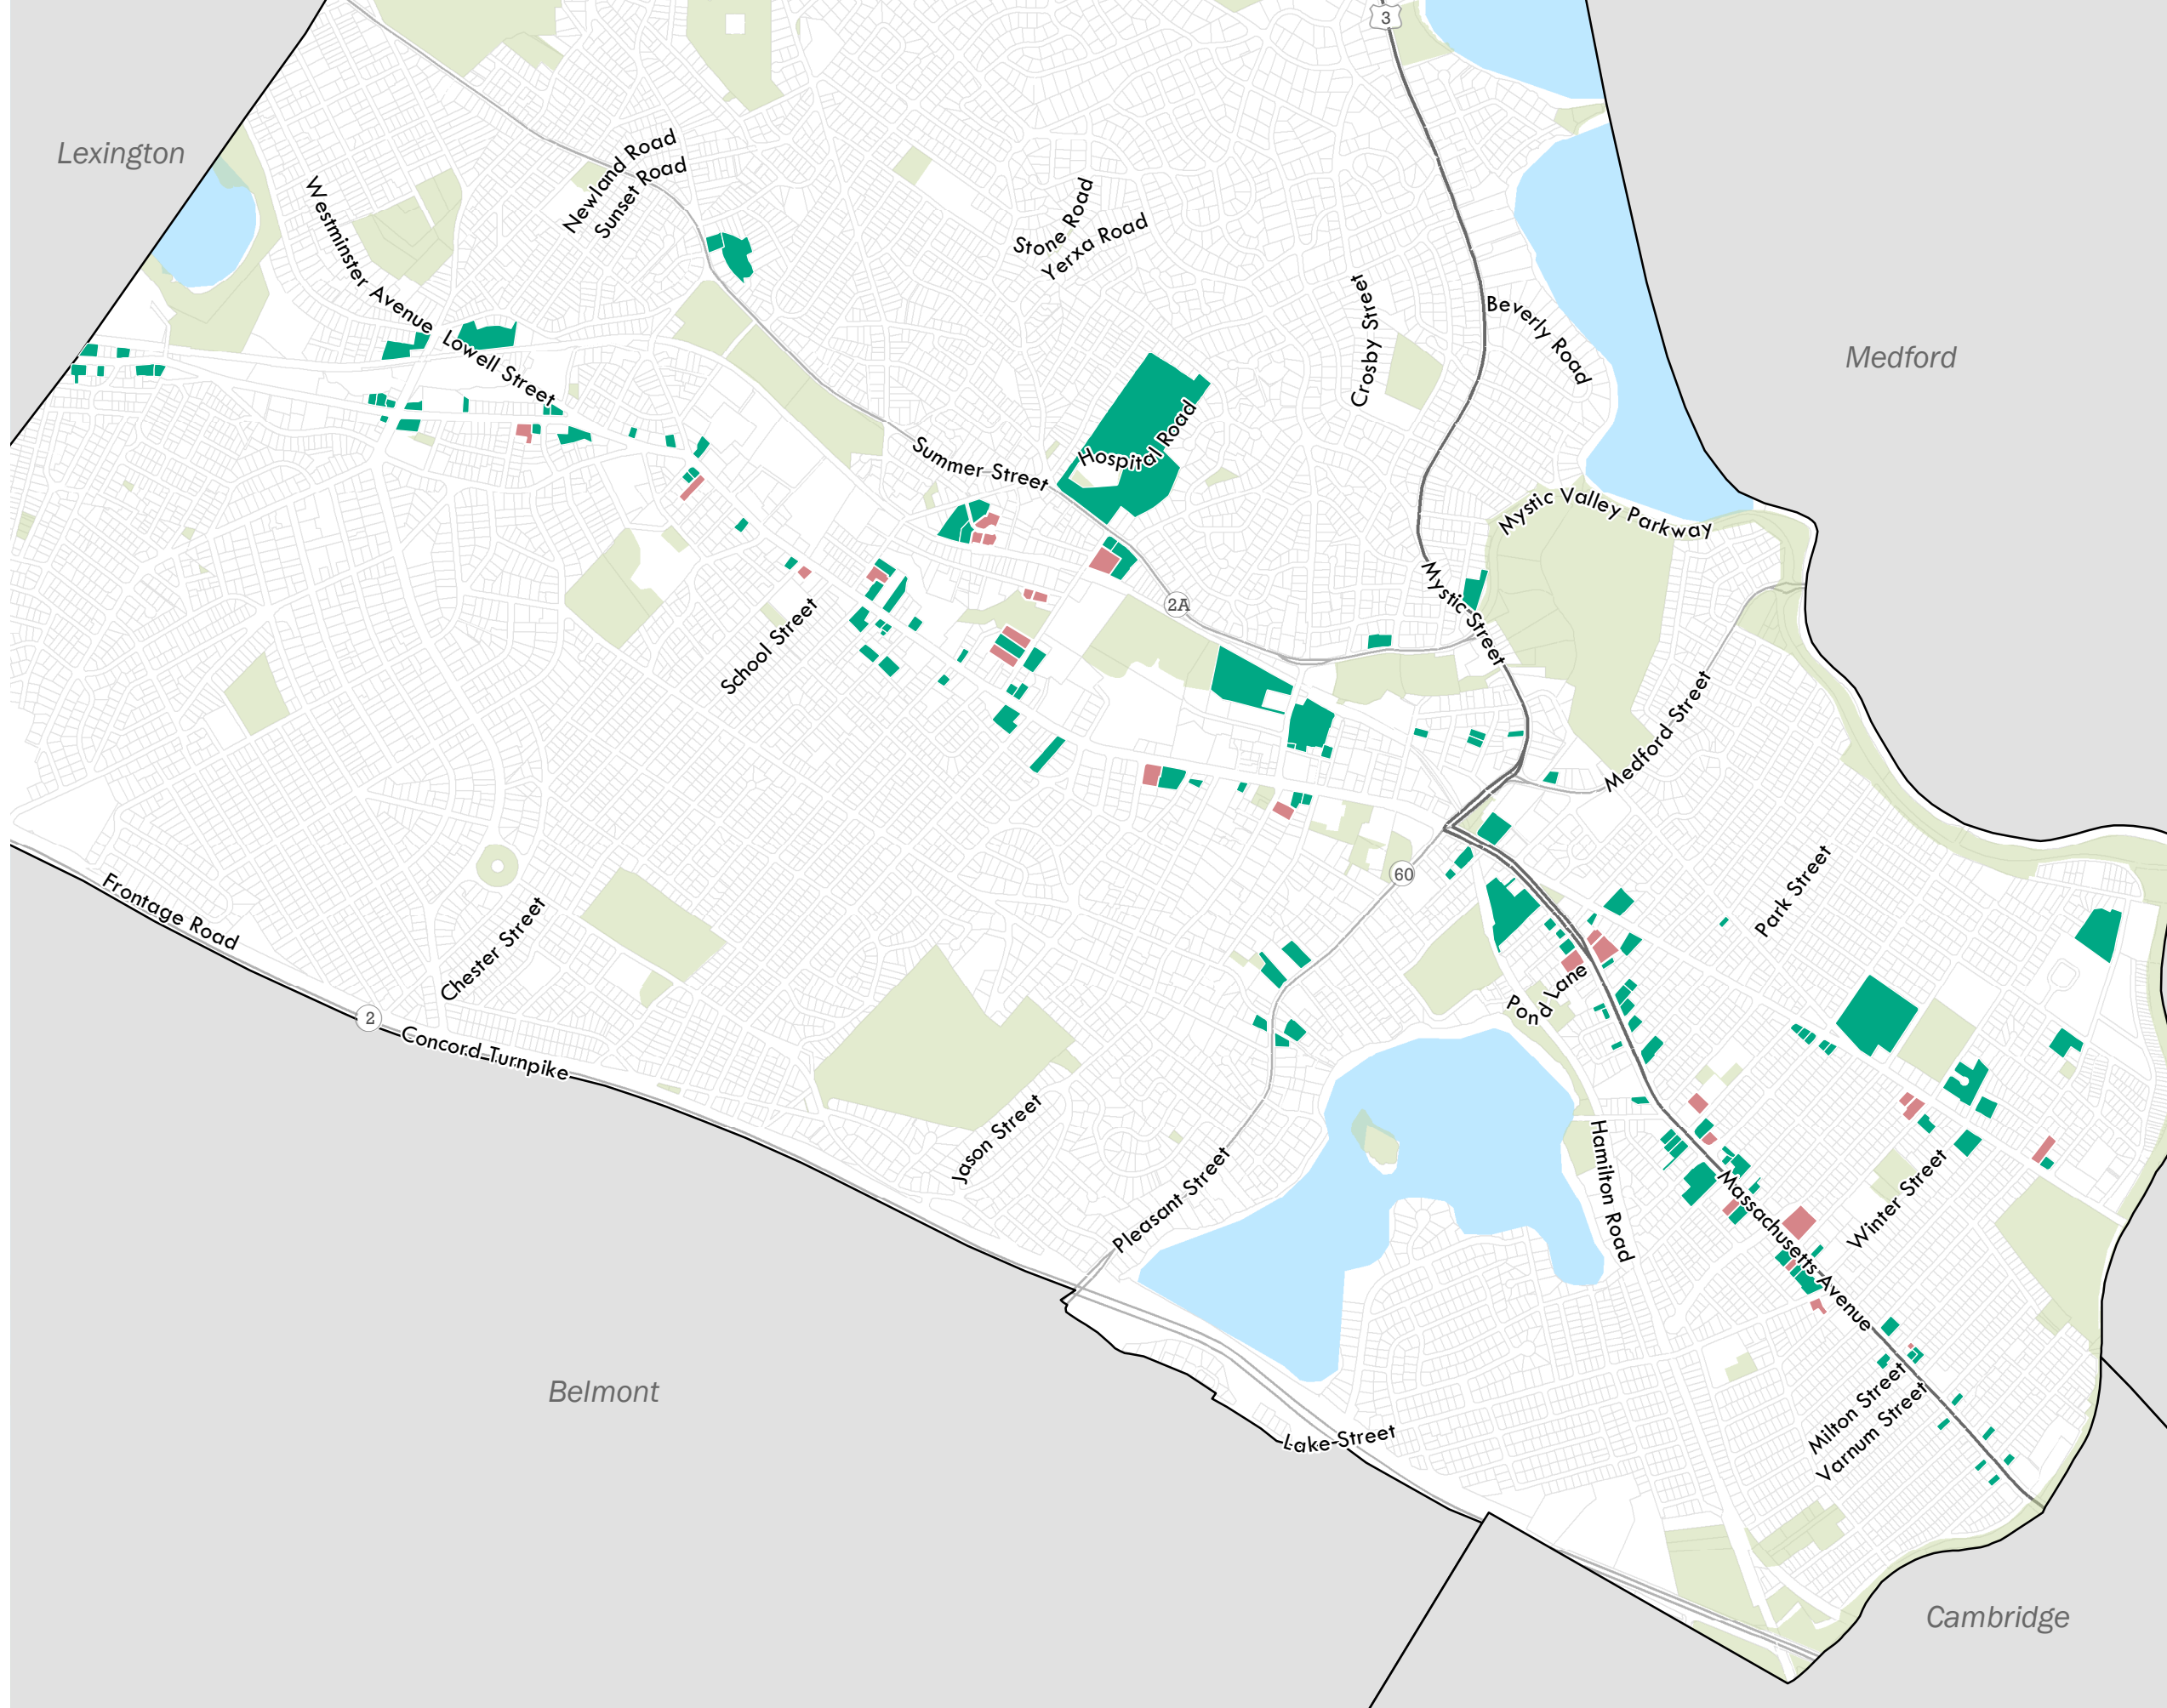 3
Lexington
Newland Road
Sunset Road
Westminster Avenue
Stone Road
Yerxa Road
Crosby Street
Beverly Road
Medford
Lowell Street
Hospital Road
Summer Street
Mystic Valley Parkway
Mystic Street
2A
School Street
Medford Street
60
Park Street
Frontage Road
Chester Street
Pond Lane
2
Concord Turnpike
Jason Street
Pleasant Street
Hamilton Road
Winter Street
Massachusetts Avenue
Belmont
Milton Street
Varnum Street
Lake Street
Cambridge